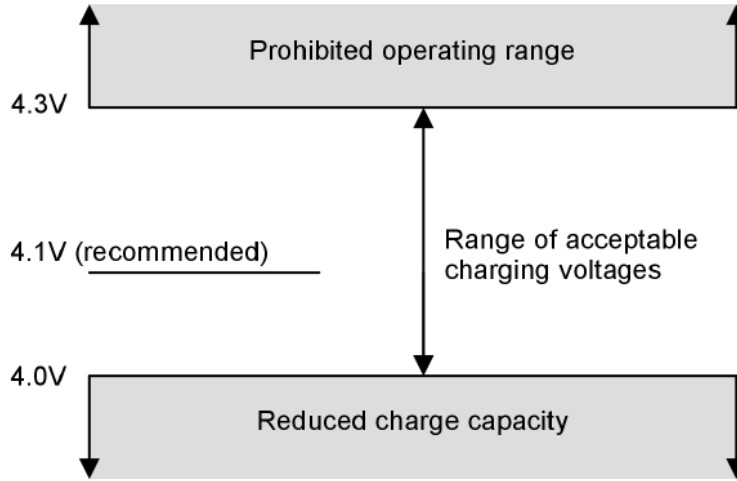 Prohibited operating range
4.3V
4.1V (recommended)
Range of acceptable
charging voltages
4.0V
Reduced charge capacity